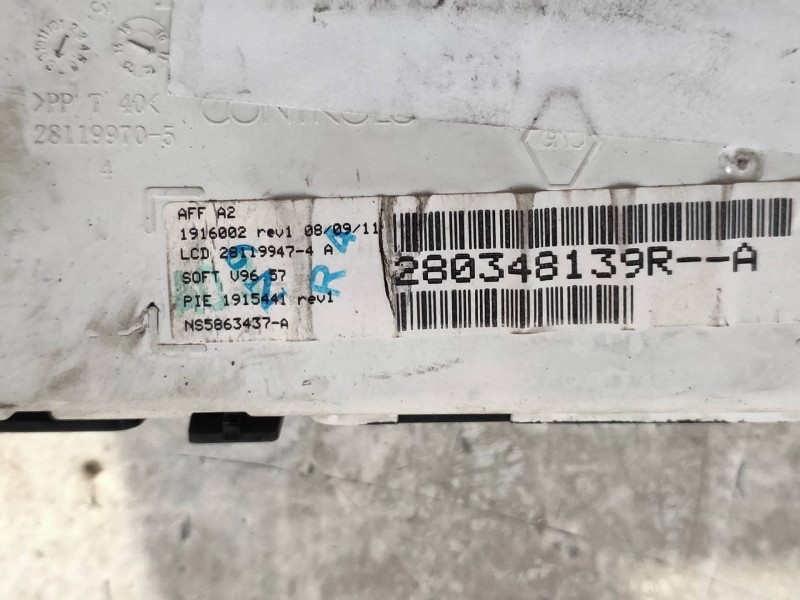 >PP T 40<
28119970-5
4
CONTROLS
AFF A2
1916002 rev1 08/09/11
LCD 28119947-4 A
SOFT V96.57
PIE 1915441 rev1
NS5863437-A
280348139R--A